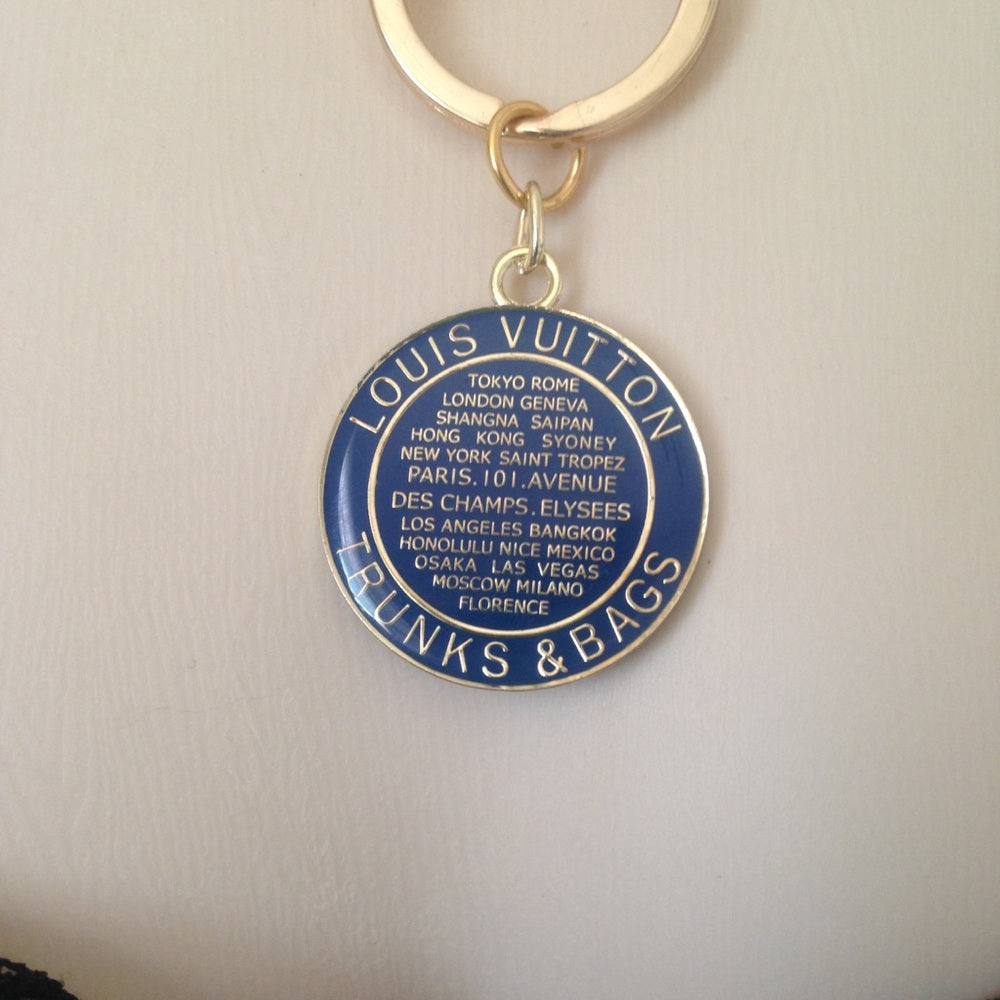 LOUIS VUITTON
TOKYO ROME
LONDON GENEVA
SHANGNA SAIPAN
HONG KONG SYONEY
NEW YORK SAINT TROPEZ
PARIS.101.AVENUE
DES CHAMPS.ELYSEES
LOS ANGELES BANGKOK
HONOLULU NICE MEXICO
OSAKA LAS VEGAS
MOSCOW MILANO
FLORENCE
TRUNKS & BAGS